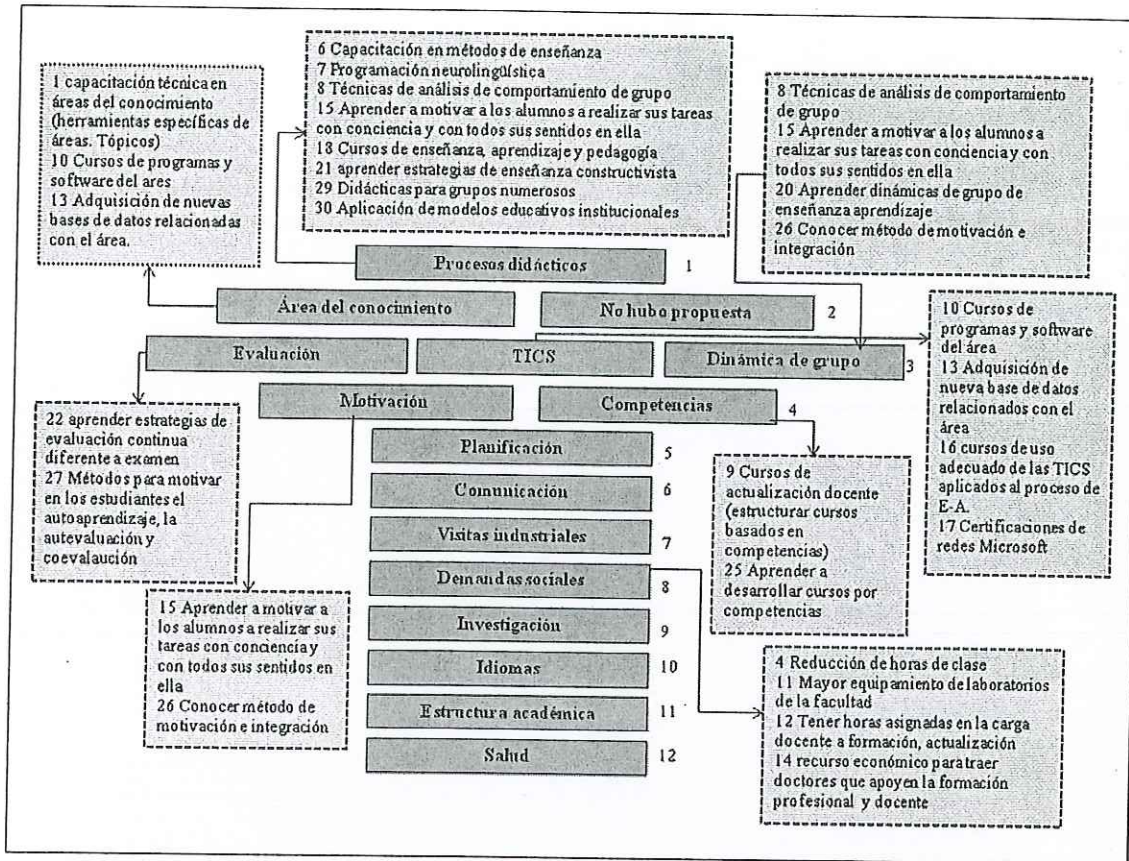 6 Capacitación en métodos de enseñanza
7 Programación neurolingüística
8 Técnicas de análisis de comportamiento de grupo
15 Aprender a motivar a los alumnos a realizar sus tareas
con conciencia y con todos sus sentidos en ella
18 Cursos de enseñanza, aprendizaje y pedagogía
21 aprender estrategias de enseñanza constructivista
29 Didácticas para grupos numerosos
30 Aplicación de modelos educativos institucionales
1 capacitación técnica en
áreas del conocimiento
(herramientas específicas de
áreas. Tópicos)
10 Cursos de programas y
software del ares
13 Adquisición de nuevas
bases de datos relacionadas
con el área.
8 Técnicas de análisis de comportamiento
de grupo
15 Aprender a motivar a los alumnos a
realizar sus tareas con conciencia y con
todos sus sentidos en ella
20 Aprender dinámicas de grupo de
enseñanza aprendízaje
26 Conocer método de motivación e
integración
Procesos didácticos 1
Área del conocimiento No hubo propuesta 2
Evaluación TICS Dinámica de grupo 3
Motivación Competencias 4
Planificación 5
Comunicación 6
Visitas industriales 7
Demandas sociales 8
Investigación 9
Idiomas 10
Estructura académica 11
Salud 12
10 Cursos de
programas y software
del área
13 Adquisición de
nueva base de datos
relacionados con el
área
16 cursos de uso
adecuado de las TICS
aplicados al proceso de
E-A.
17 Certificaciones de
redes Microsoft
22 aprender estrategias de
evaluación continua
diferente a examen
27 Métodos para motivar
en los estudiantes el
autoaprendizaje, la
autevaluación y
coevalaución
9 Cursos de
actualización docente
(estructurar cursos
basados en
competencias)
25 Aprender a
desarrollar cursos por
competencias
15 Aprender a motivar a
los alumnos a realizar sus
tareas con conciencia y
con todos sus sentidos en
ella
26 Conocer método de
motivación e integración
4 Reducción de horas de clase
11 Mayor equipamiento de laboratorios
de la facultad
12 Tener horas asignadas en la carga
docente a formación, actualización
14 recurso económico para traer
doctores que apoyen la formación
profesional y docente